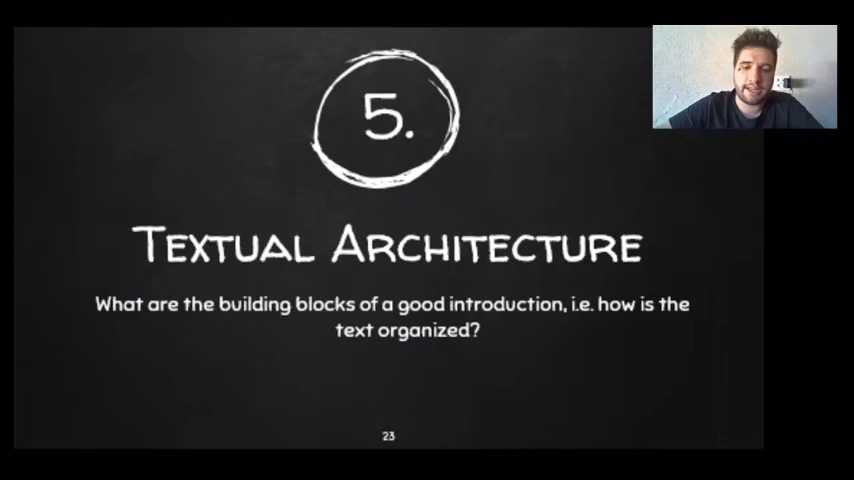 5.
TEXTUAL ARCHITECTURE
What are the building blocks of a good introduction, i.e. how is the
text organized?
23